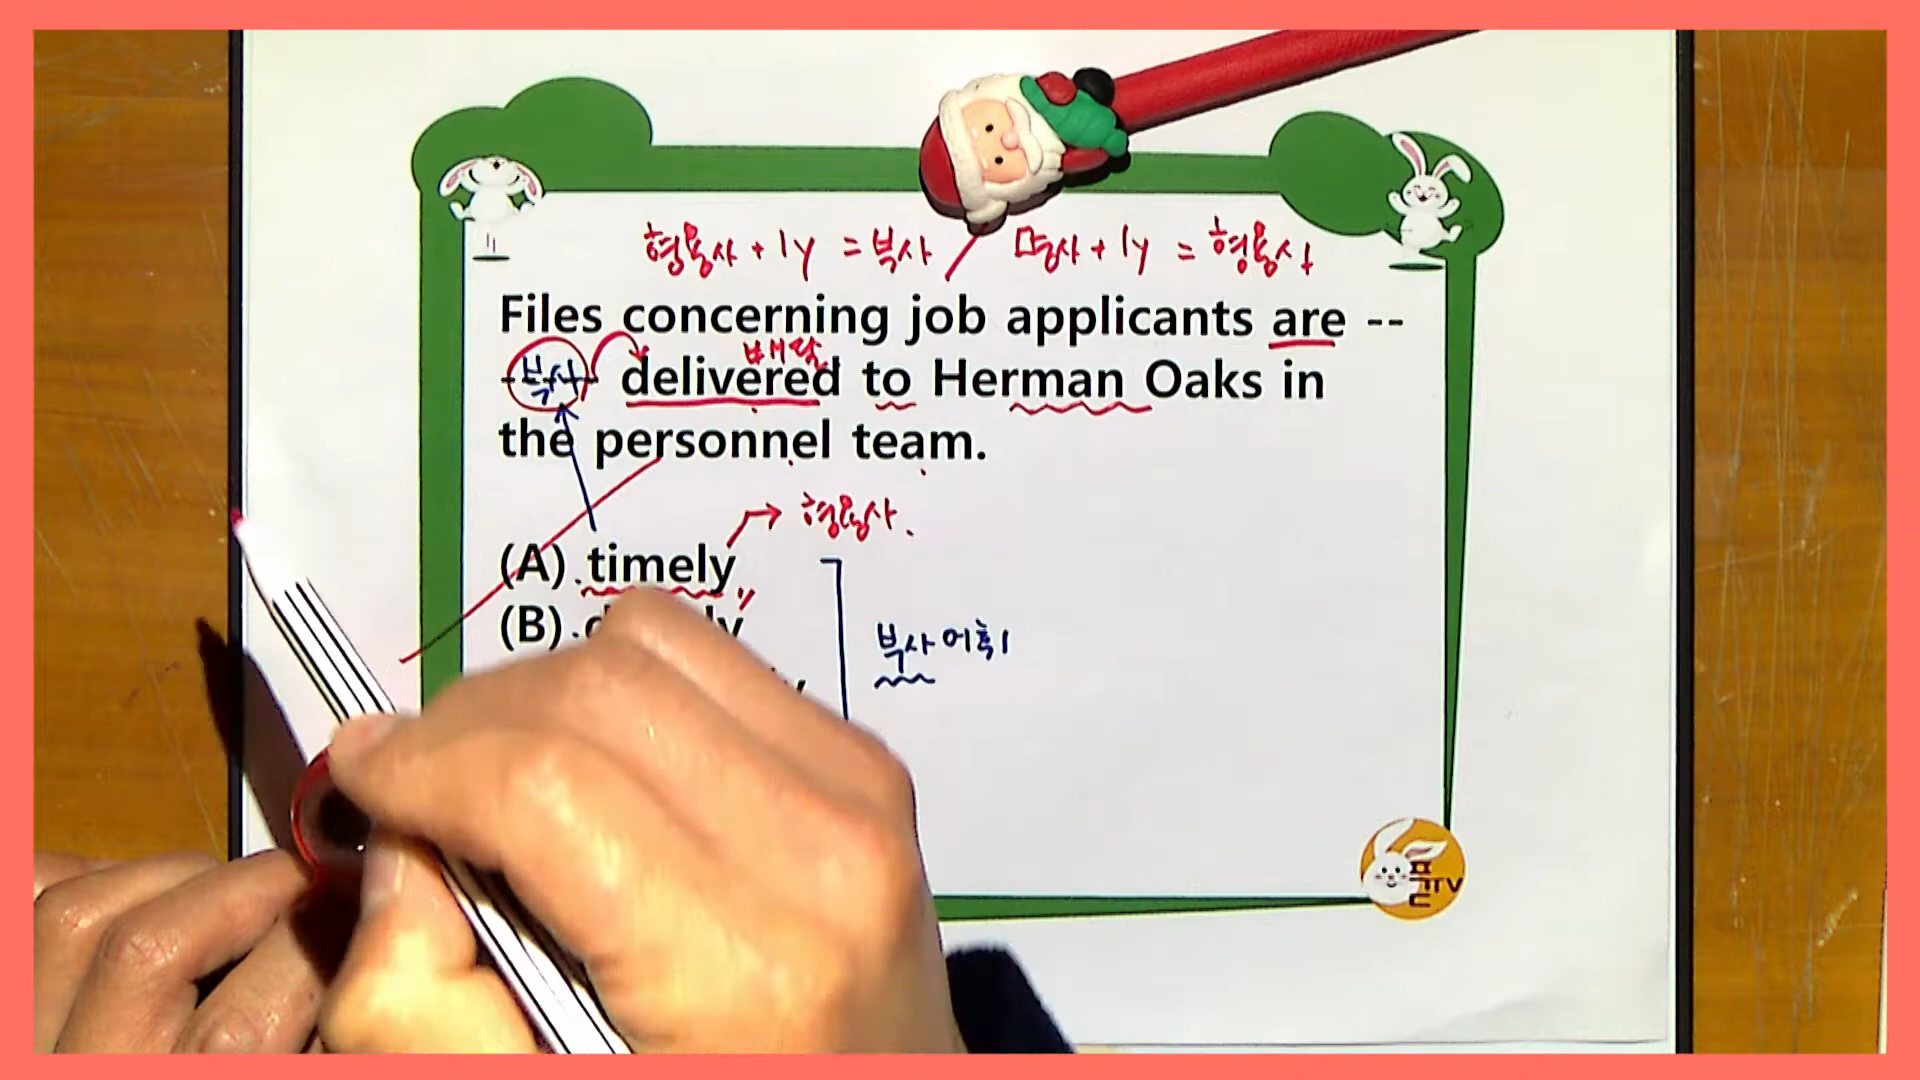 형용사 + ly = 부사 / 명사 + ly = 형용사
Files concerning job applicants are --
배달
-부사- delivered to Herman Oaks in
the personnel team.
→ 형용사.
(A) timely
(B)
부사 어휘
TV